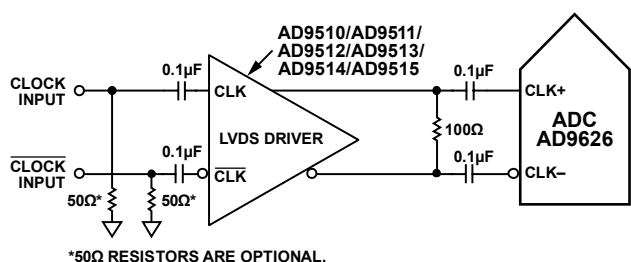 AD9510/AD9511/
AD9512/AD9513/
AD9514/AD9515
CLOCK
INPUT
0.1µF
CLK
LVDS DRIVER
0.1µF
CLK+
ADC
AD9626
100Ω
CLOCK
INPUT
0.1µF
CLK
0.1µF
CLK–
50Ω*
50Ω*
*50Ω RESISTORS ARE OPTIONAL.